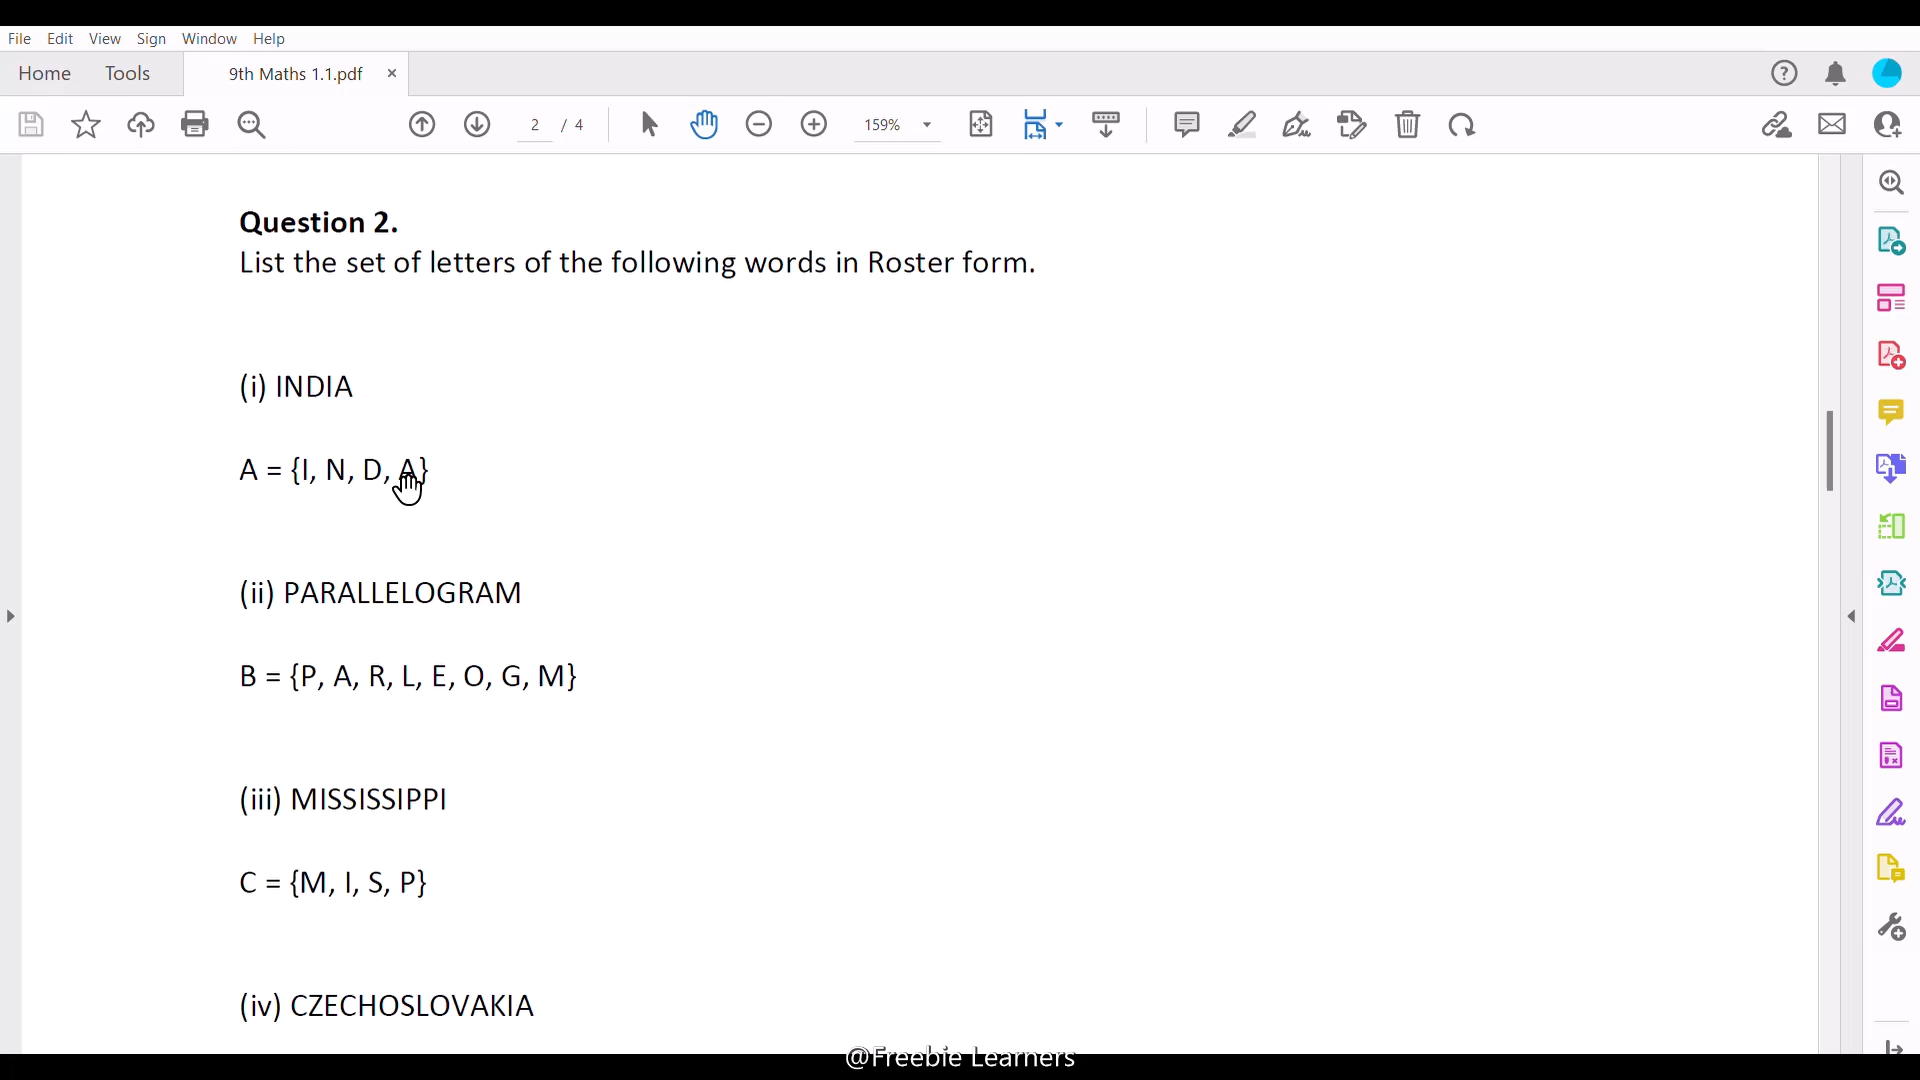 File Edit View Sign Window Help
Home Tools 9th Maths 1.1.pdf ×
2 / 4 159%
Question 2.
List the set of letters of the following words in Roster form.
(i) INDIA
A = {I, N, D, A}
(ii) PARALLELOGRAM
B = {P, A, R, L, E, O, G, M}
(iii) MISSISSIPPI
C = {M, I, S, P}
(iv) CZECHOSLOVAKIA
@Freebie Learners